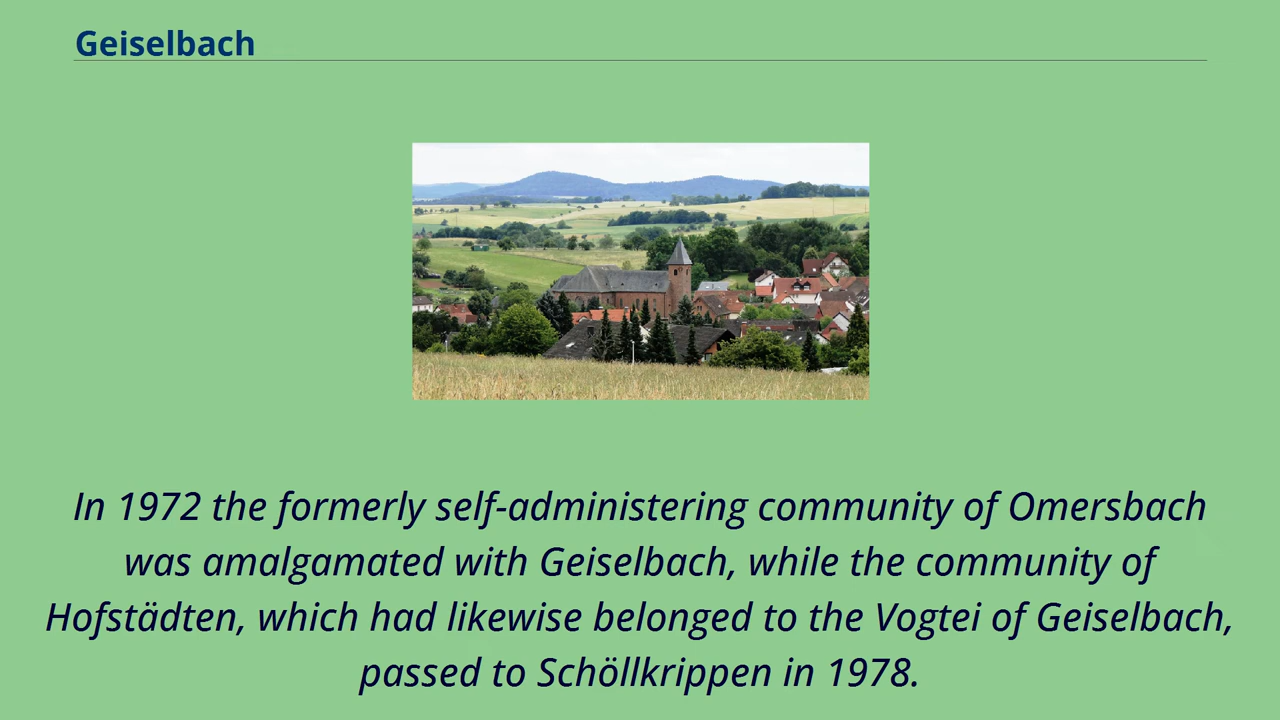 Geiselbach
In 1972 the formerly self-administering community of Omersbach
was amalgamated with Geiselbach, while the community of
Hofstädten, which had likewise belonged to the Vogtei of Geiselbach,
passed to Schöllkrippen in 1978.